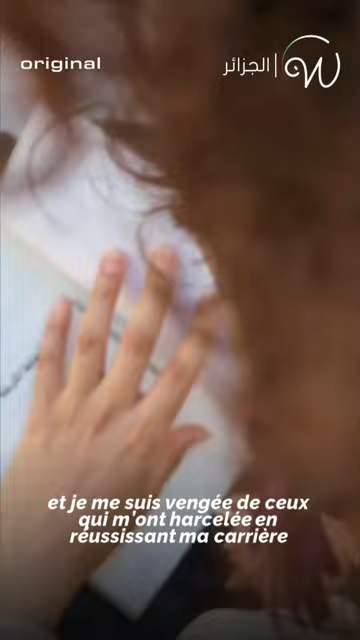 original
الجزائر | W
et je me suis vengée de ceux
qui m'ont harcelée en
réussissant ma carrière